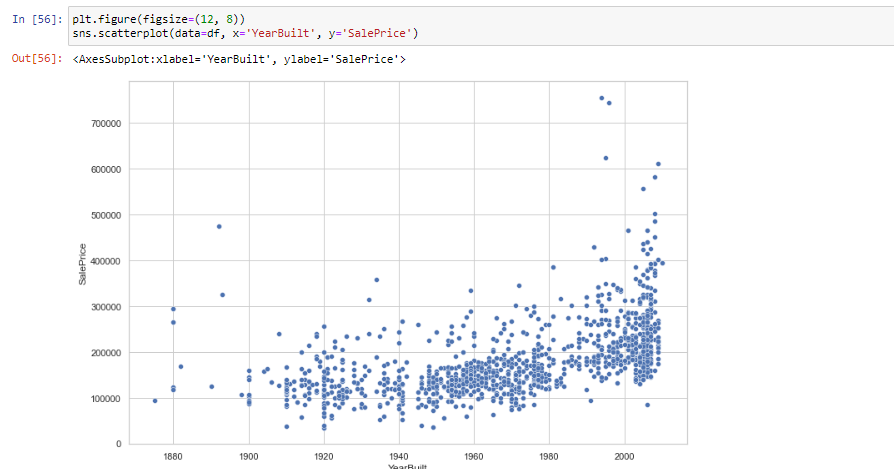 In [56]: plt.figure(figsize=(12, 8))
sns.scatterplot(data=df, x='YearBuilt', y='SalePrice')
Out[56]: <AxesSubplot:xlabel='YearBuilt', ylabel='SalePrice'>
700000
600000
500000
400000
300000
200000
100000
0
SalePrice
1880 1900 1920 1940 1960 1980 2000
YearBuilt